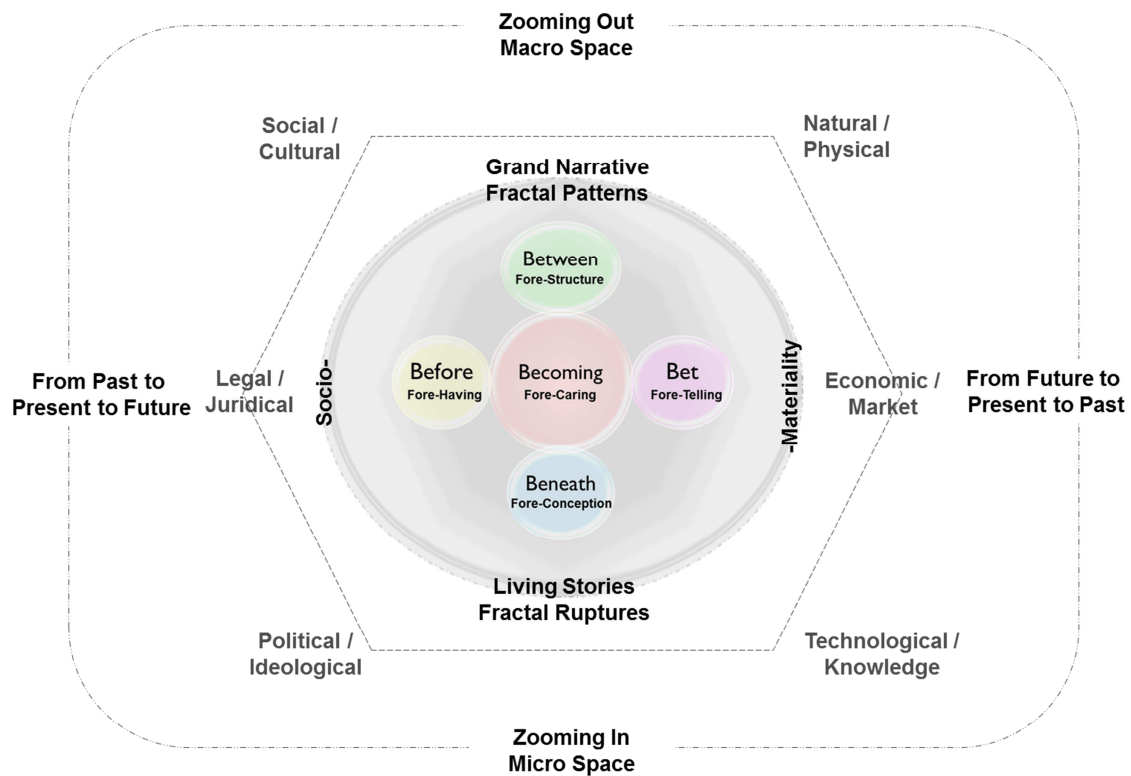 Zooming Out
Macro Space
Social /
Cultural
Natural /
Physical
Grand Narrative
Fractal Patterns
Between
Fore-Structure
From Past to
Present to Future
Legal /
Juridical
Socio-
Before
Fore-Having
Becoming
Fore-Caring
Bet
Fore-Telling
-Materiality
Economic /
Market
From Future to
Present to Past
Beneath
Fore-Conception
Living Stories
Fractal Ruptures
Political /
Ideological
Technological /
Knowledge
Zooming In
Micro Space